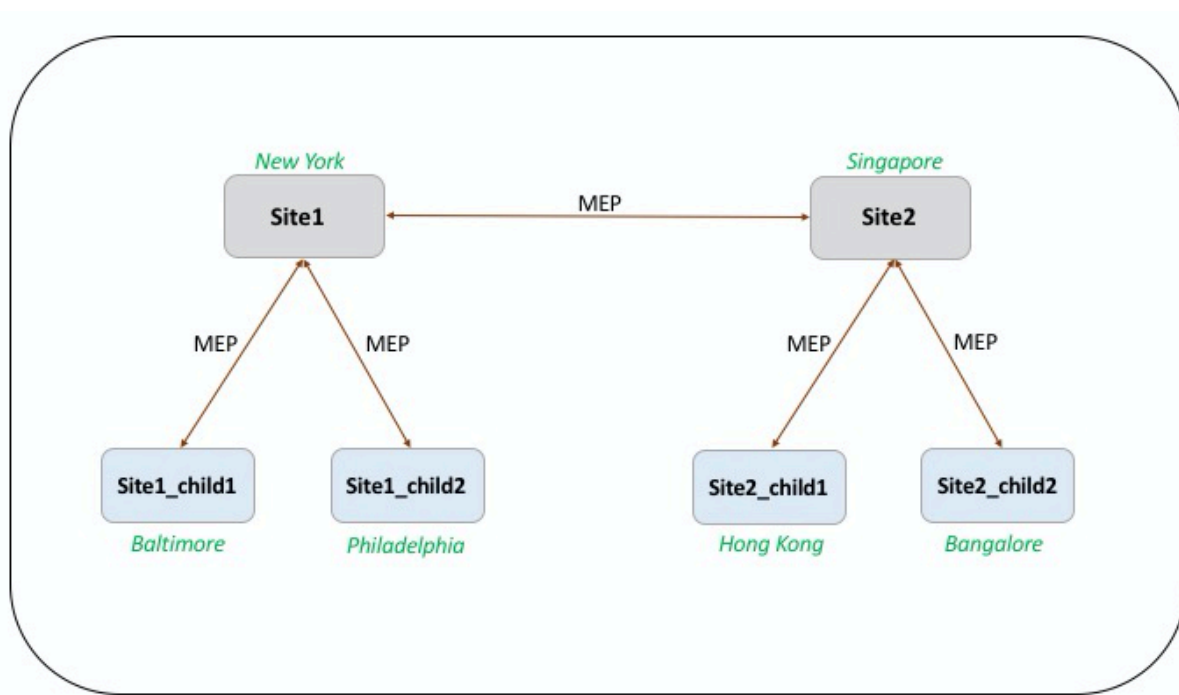 New York
Singapore
Site1
MEP
Site2
MEP
MEP
MEP
MEP
Site1_child1
Site1_child2
Site2_child1
Site2_child2
Baltimore
Philadelphia
Hong Kong
Bangalore